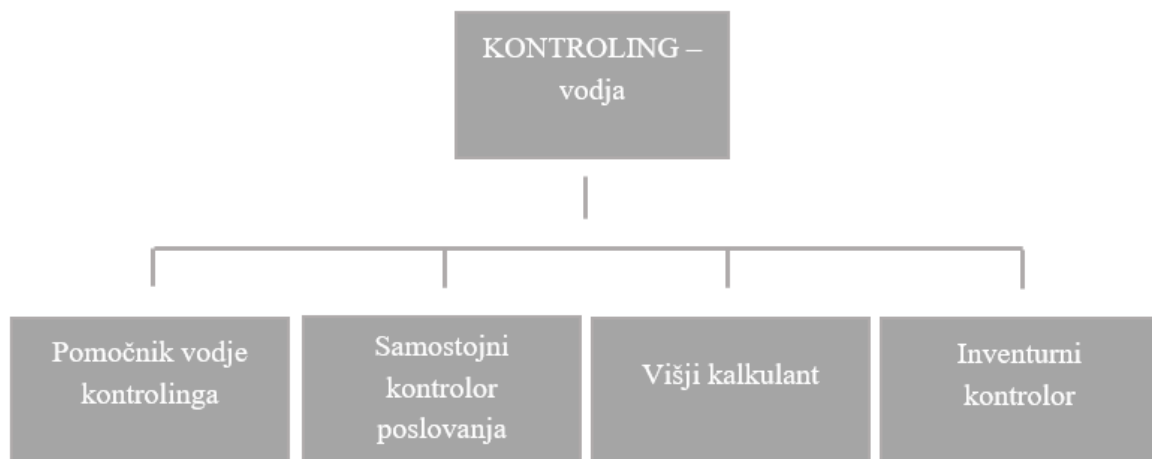 KONTROLING –
vodja
Pomočnik vodje
kontrolinga
Samostojni
kontrolor
poslovanja
Višji kalkulant
Inventurni
kontrolor